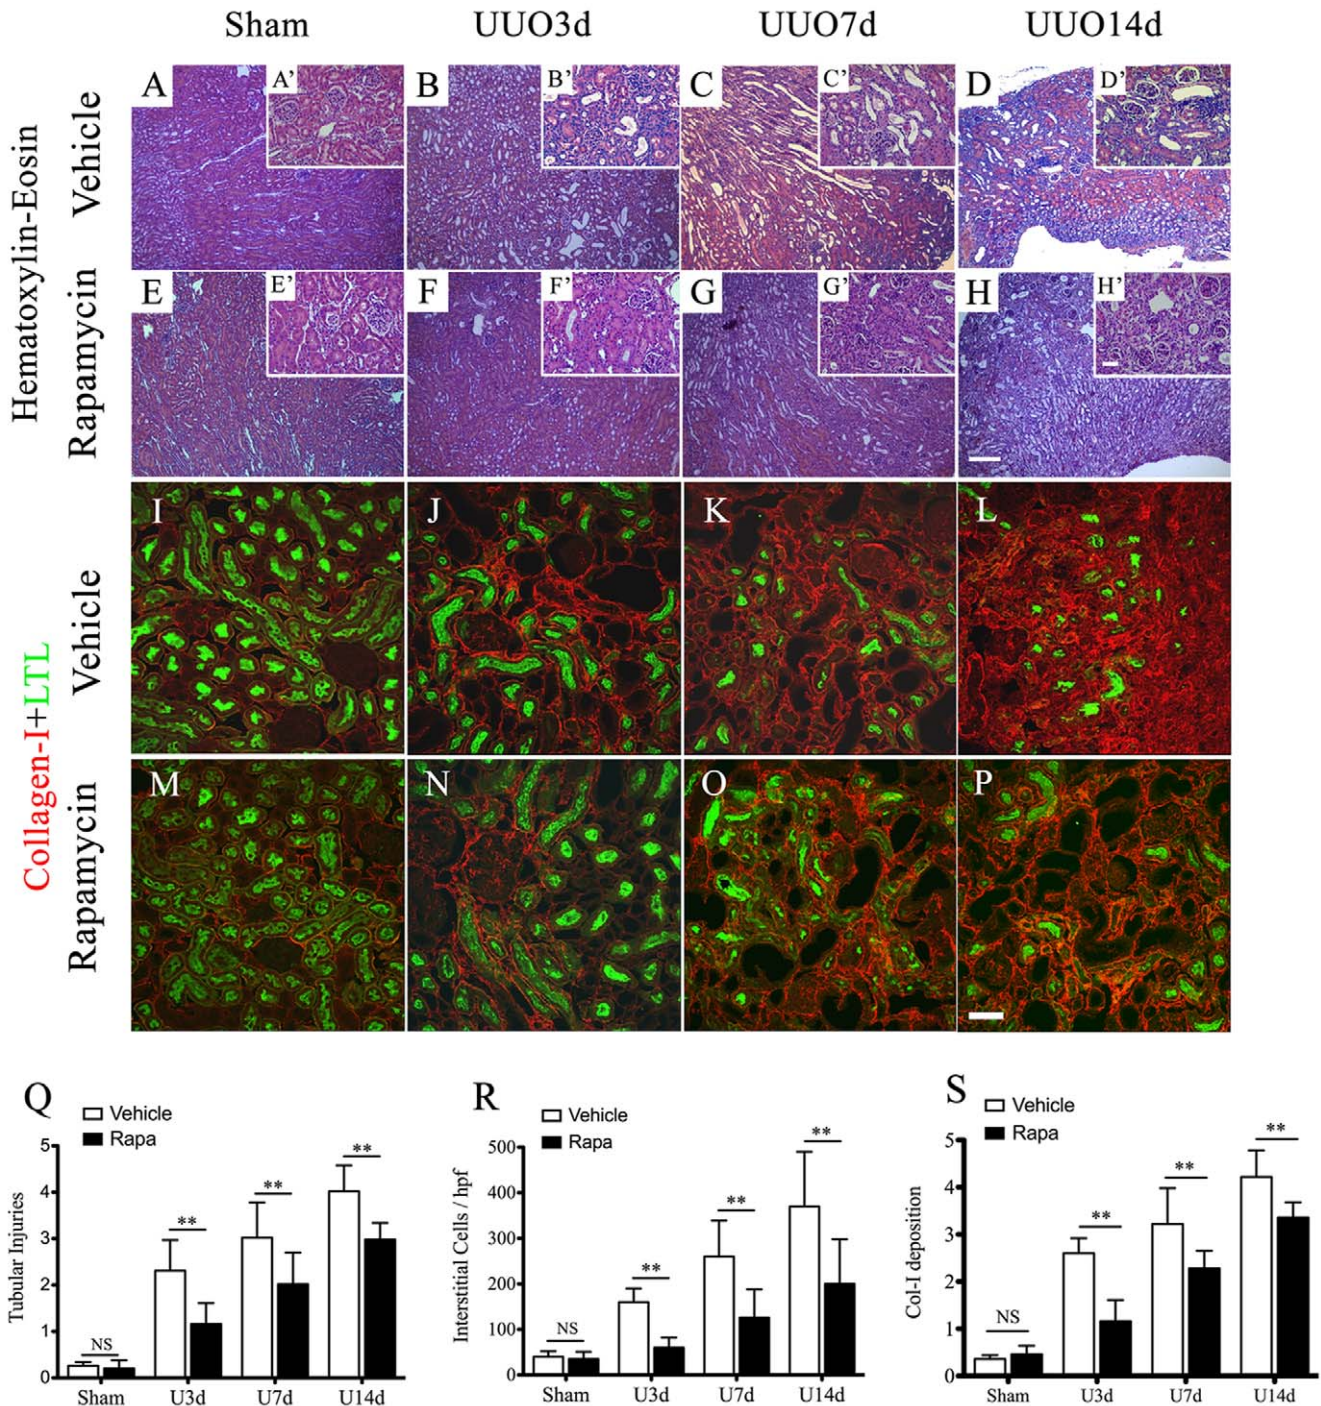 Sham UUO3d UUO7d UUO14d
Hematoxylin-Eosin
Vehicle
A A' B B' C C' D D'
Rapamycin
E E' F F' G G' H H'
Collagen-I+LTL
Vehicle
I J K L
Rapamycin
M N O P
Q
Vehicle
Rapa
Tubular Injuries
5
4
3
2
1
0
NS ** ** **
Sham U3d U7d U14d
R
Vehicle
Rapa
Interstitial Cells / hpf
500
400
300
200
100
0
NS ** ** **
Sham U3d U7d U14d
S
Vehicle
Rapa
Col-I deposition
5
4
3
2
1
0
NS ** ** **
Sham U3d U7d U14d